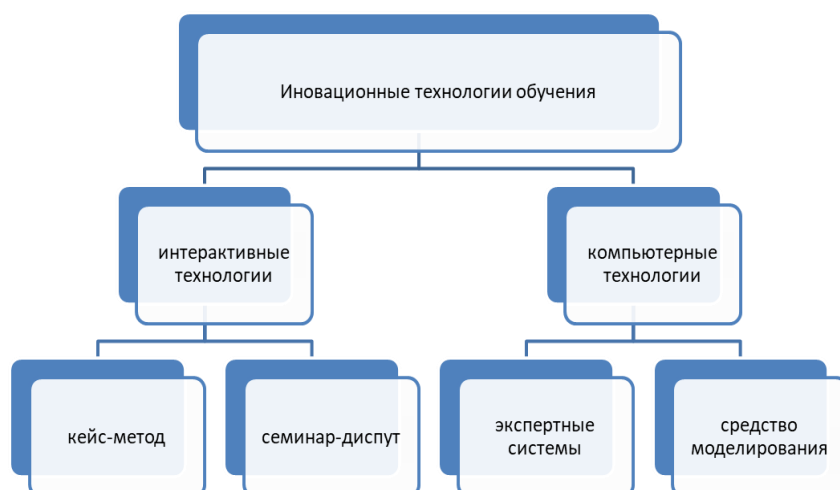 Иновационные технологии обучения
интерактивные
технологии
компьютерные
технологии
кейс-метод
семинар-диспут
экспертные
системы
средство
моделирования